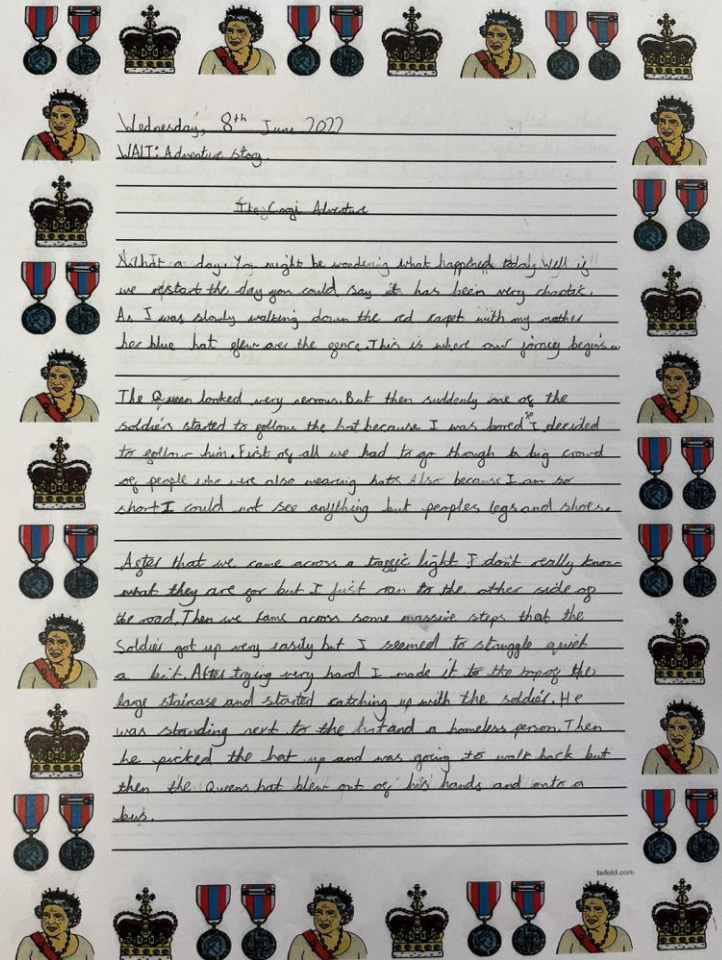 Wednesday, 8th June 2022
WALT: Adventure story.
The Corgi Adventure
What a day. You might be wondering what happened today. Well if
we restart the day you could say it has been very chaotic.
As I was slowly walking down the red carpet with my mother
her blue hat flew over the fence. This is where our jorney begins...
The Queen looked very nervous. But then suddenly one of the
soldiers started to follow the hat because I was bored I decided
to follow him. First of all we had to go though a big crowd
of people who were also wearing hats Also because I am so
short I could not see anything but peoples legs and shoes.
After that we came across a traffic light I don't really know
what they are for but I just ran to the other side of
the road. Then we came across some massive steps that the
Soldier got up very easily but I seemed to struggle quiet
a bit. After trying very hard I made it to the top of the
large staircase and started catching up with the soldier. He
was standing next to the hat and a homeless person. Then
he picked the hat up and was going to walk back but
then the Queens hat blew out of his hands and onto a
bus.
twinkl.com